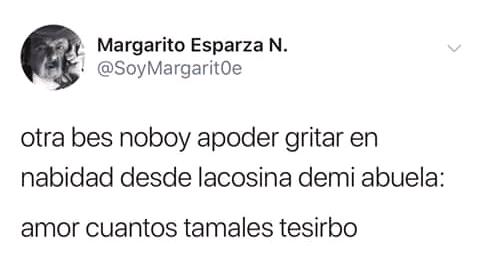 Margarito Esparza N.
@SoyMargarit0e
otra bes noboy apoder gritar en
nabidad desde lacosina demi abuela:
amor cuantos tamales tesirbo